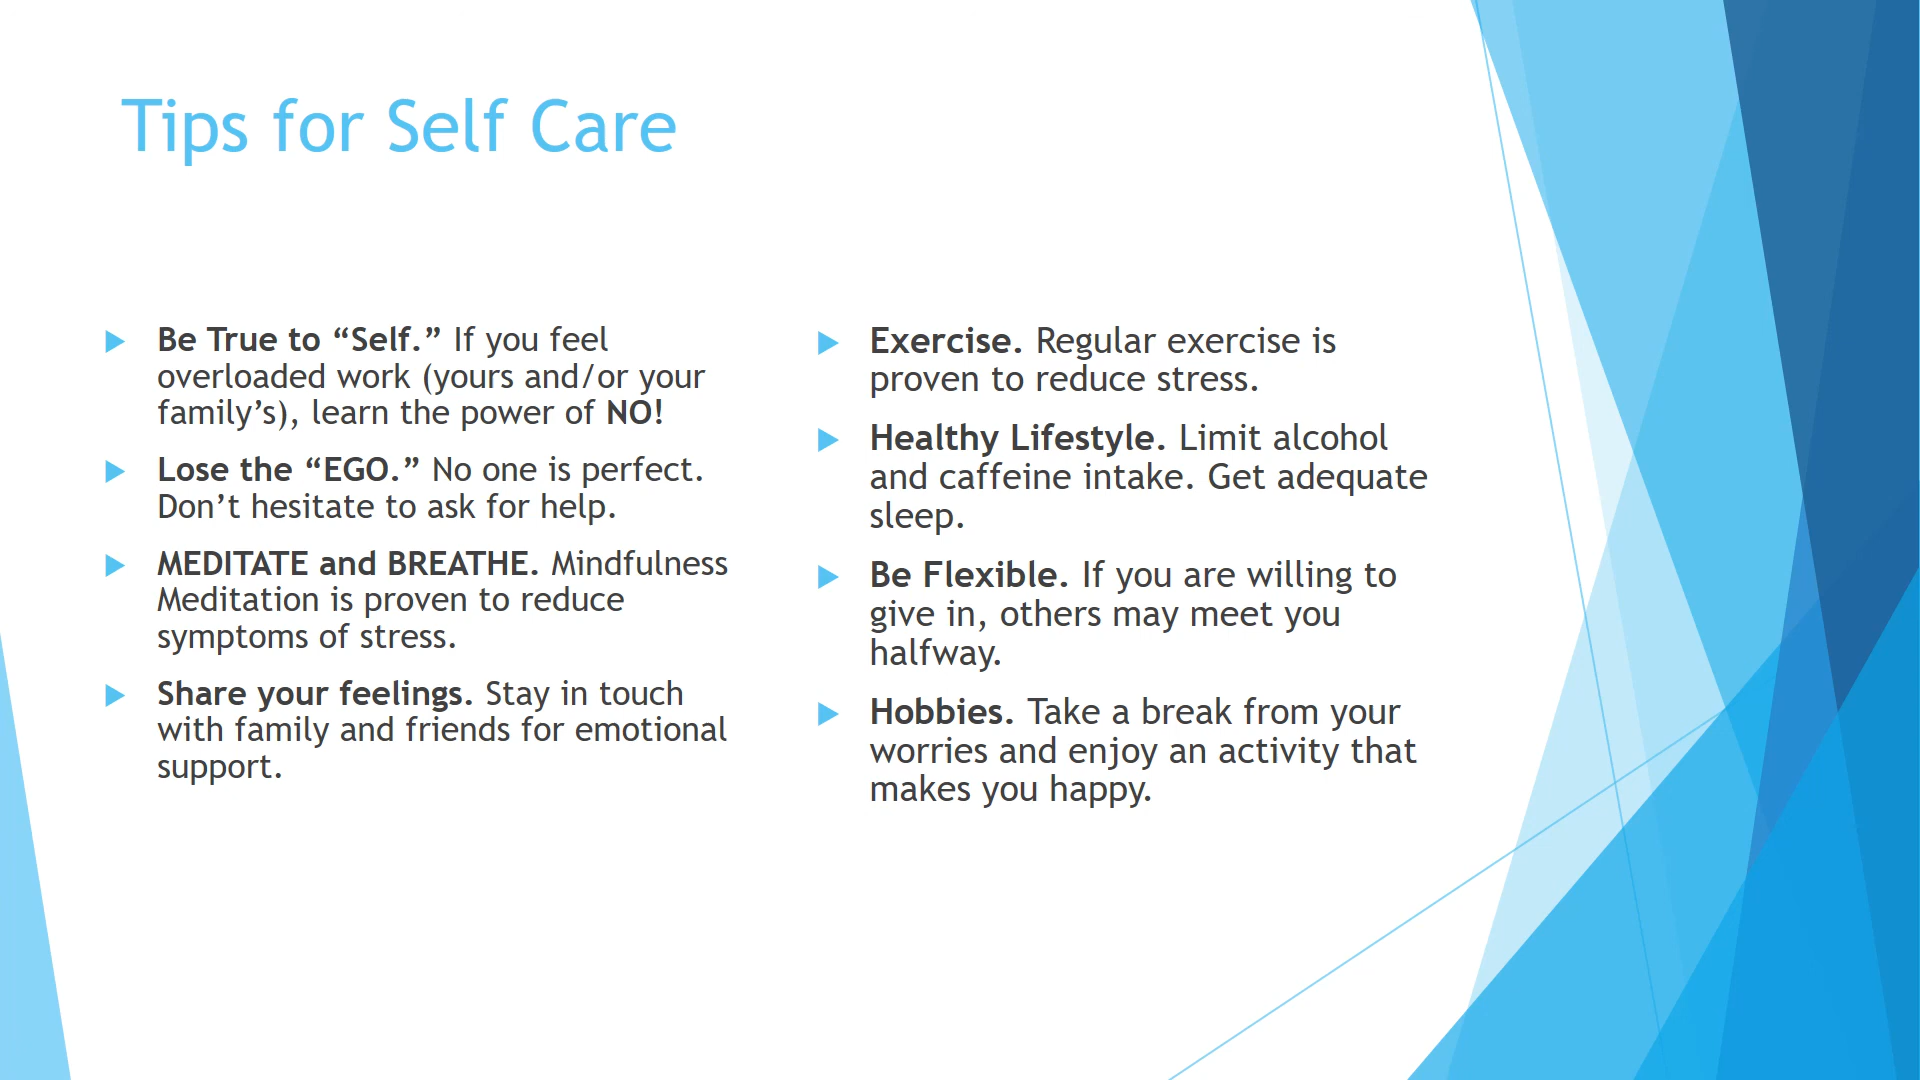 Tips for Self Care
Be True to “Self.” If you feel
overloaded work (yours and/or your
family’s), learn the power of NO!
Lose the “EGO.” No one is perfect.
Don’t hesitate to ask for help.
MEDITATE and BREATHE. Mindfulness
Meditation is proven to reduce
symptoms of stress.
Share your feelings. Stay in touch
with family and friends for emotional
support.
Exercise. Regular exercise is
proven to reduce stress.
Healthy Lifestyle. Limit alcohol
and caffeine intake. Get adequate
sleep.
Be Flexible. If you are willing to
give in, others may meet you
halfway.
Hobbies. Take a break from your
worries and enjoy an activity that
makes you happy.